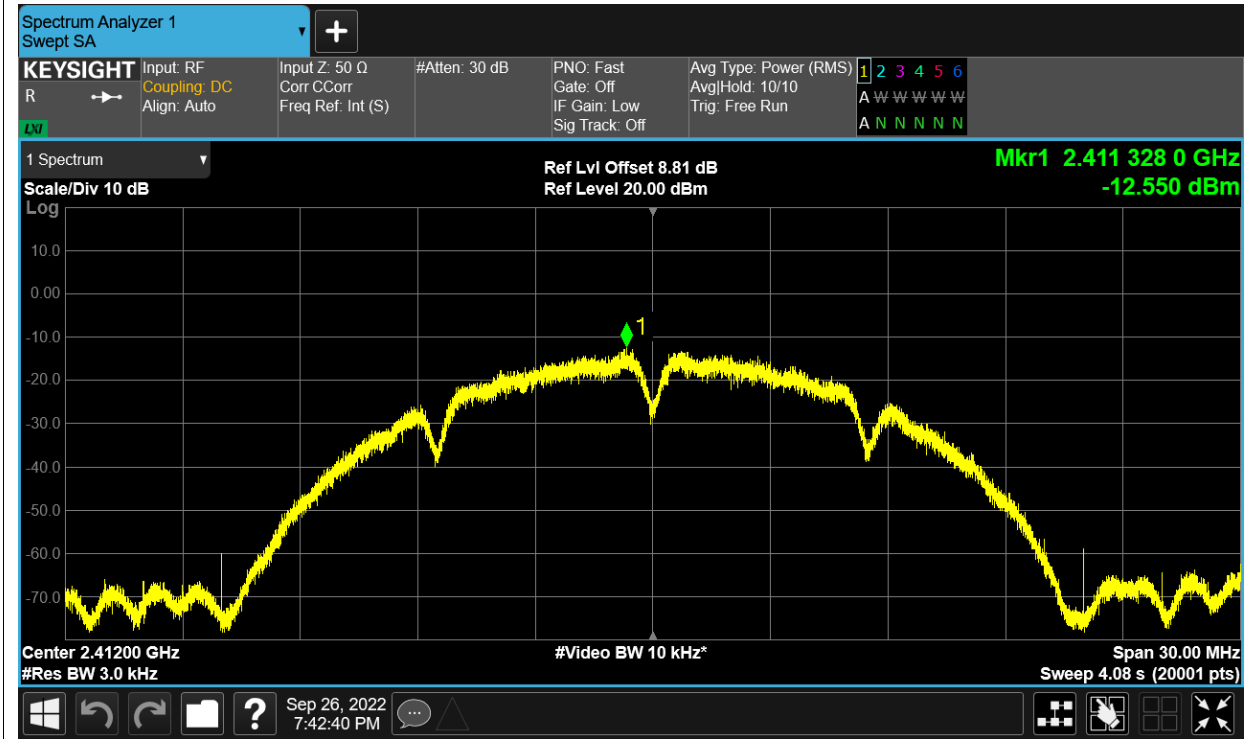 Spectrum Analyzer 1
Swept SA
KEYSIGHT
R
LXI
Input: RF
Coupling: DC
Align: Auto
Input Z: 50 Ω
Corr CCorr
Freq Ref: Int (S)
#Atten: 30 dB
PNO: Fast
Gate: Off
IF Gain: Low
Sig Track: Off
Avg Type: Power (RMS)
Avg|Hold: 10/10
Trig: Free Run
1 2 3 4 5 6
A W W W W W
A N N N N N
1 Spectrum
Scale/Div 10 dB
Log
Ref Lvl Offset 8.81 dB
Ref Level 20.00 dBm
Mkr1 2.411 328 0 GHz
-12.550 dBm
10.0
0.00
-10.0
-20.0
-30.0
-40.0
-50.0
-60.0
-70.0
1
Center 2.41200 GHz
#Res BW 3.0 kHz
#Video BW 10 kHz*
Span 30.00 MHz
Sweep 4.08 s (20001 pts)
?
Sep 26, 2022
7:42:40 PM